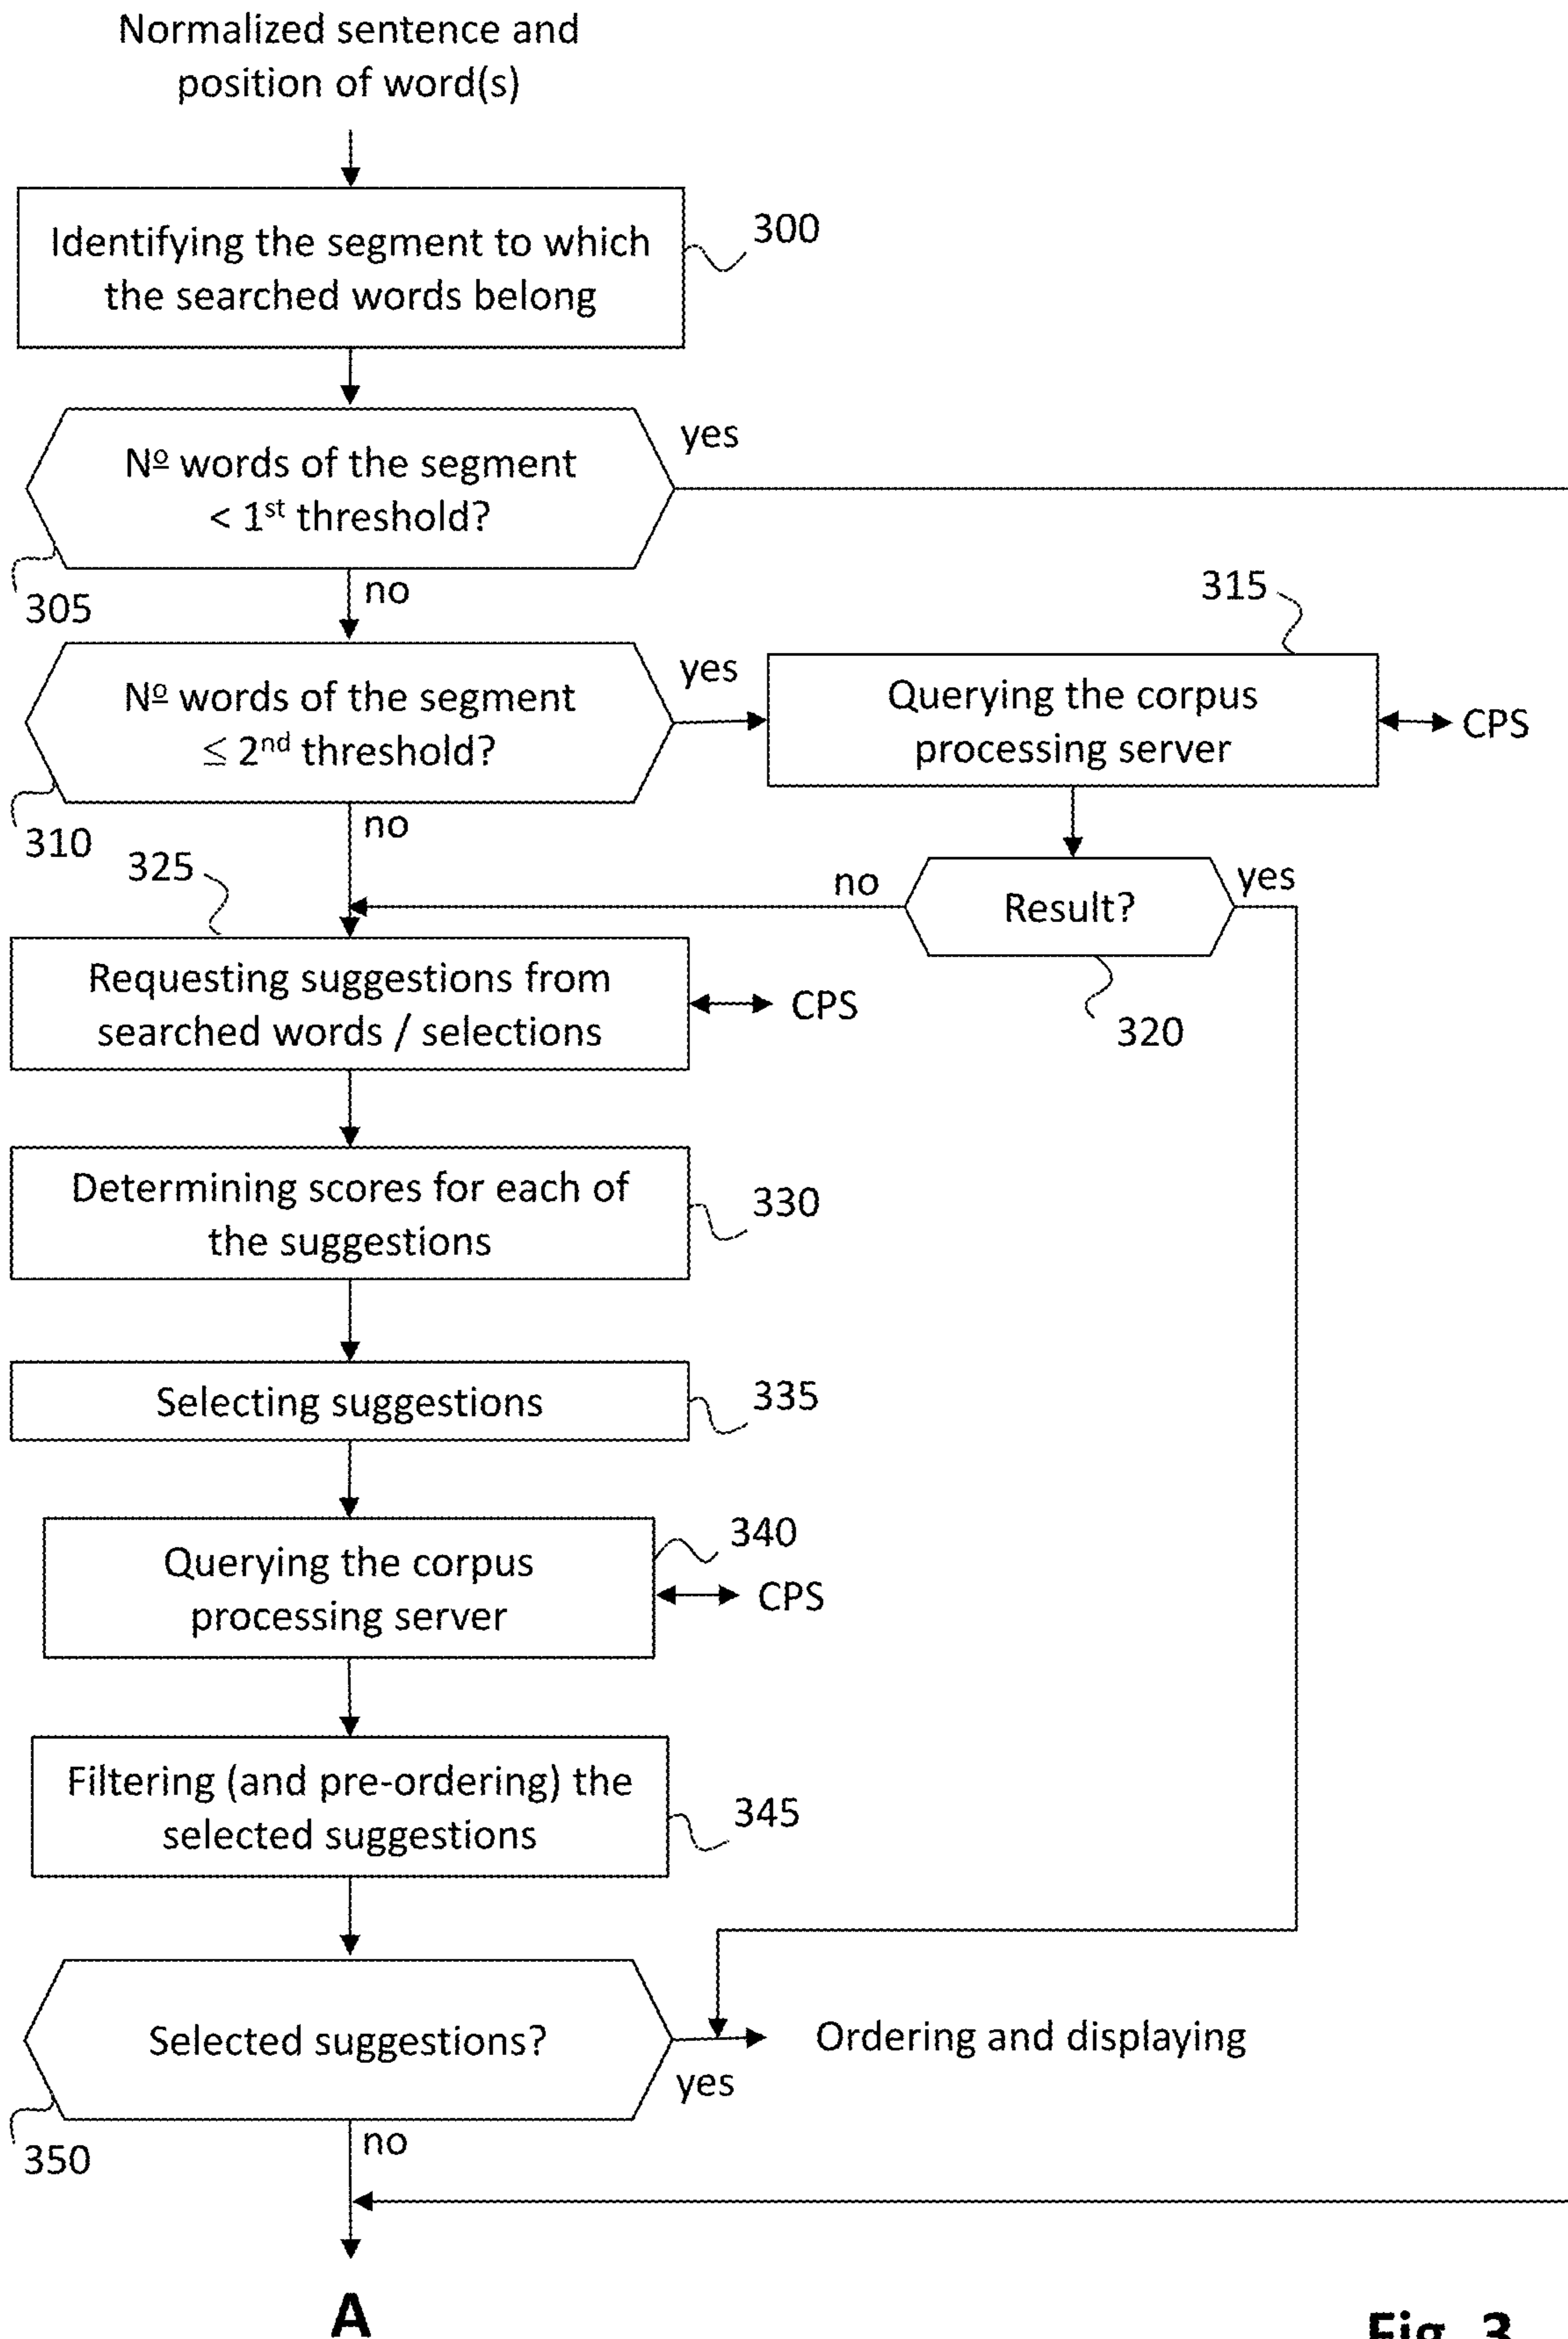 Normalized sentence and
position of word(s)
Identifying the segment to which
the searched words belong
300
yes
Nº words of the segment
< 1st threshold?
305
no
315
yes
Nº words of the segment
≤ 2nd threshold?
Querying the corpus
processing server
CPS
310
no
325
no
Result?
yes
320
Requesting suggestions from
searched words / selections
CPS
Determining scores for each of
the suggestions
330
Selecting suggestions
335
Querying the corpus
processing server
340
CPS
Filtering (and pre-ordering) the
selected suggestions
345
Selected suggestions?
yes
Ordering and displaying
350
no
A
Fig. 3